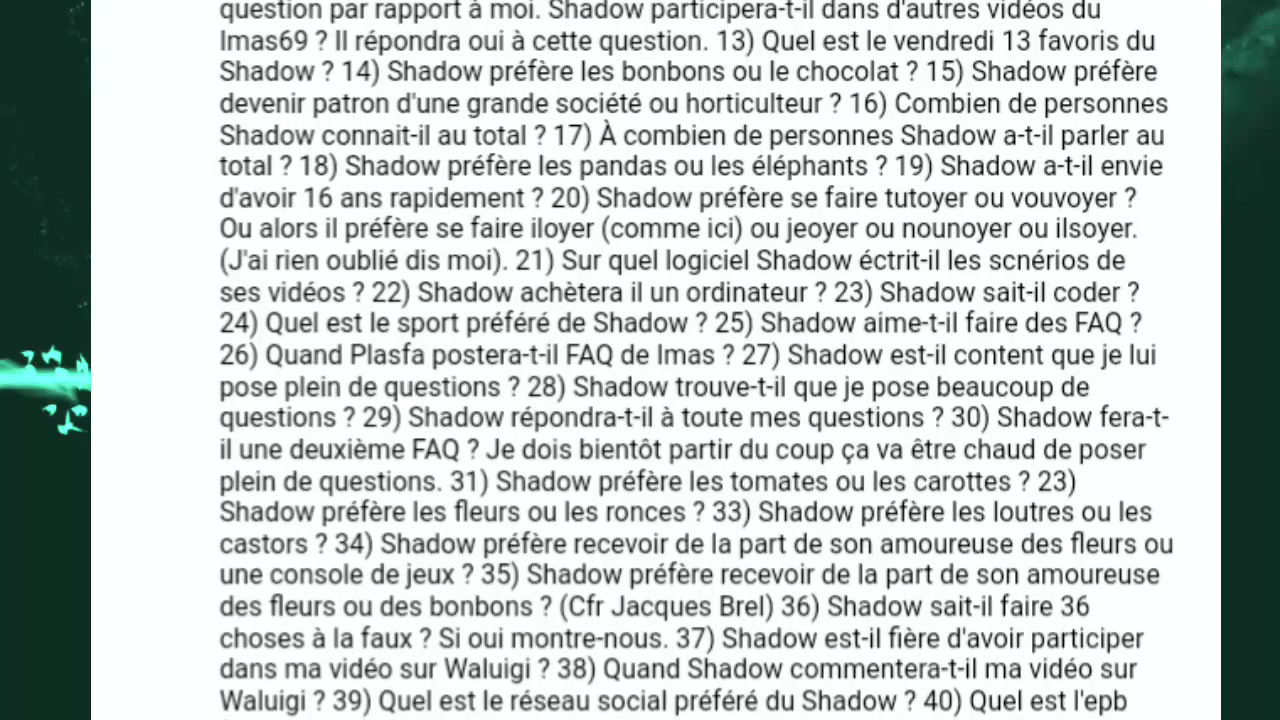 question par rapport à moi. Shadow participera-t-il dans d'autres vidéos du
Imas69 ? Il répondra oui à cette question. 13) Quel est le vendredi 13 favoris du
Shadow ? 14) Shadow préfère les bonbons ou le chocolat ? 15) Shadow préfère
devenir patron d'une grande société ou horticulteur ? 16) Combien de personnes
Shadow connait-il au total ? 17) À combien de personnes Shadow a-t-il parler au
total ? 18) Shadow préfère les pandas ou les éléphants ? 19) Shadow a-t-il envie
d'avoir 16 ans rapidement ? 20) Shadow préfère se faire tutoyer ou vouvoyer ?
Ou alors il préfère se faire iloyer (comme ici) ou jeoyer ou nounoyer ou ilsoyer.
(J'ai rien oublié dis moi). 21) Sur quel logiciel Shadow éctrit-il les scnérios de
ses vidéos ? 22) Shadow achètera il un ordinateur ? 23) Shadow sait-il coder ?
24) Quel est le sport préféré de Shadow ? 25) Shadow aime-t-il faire des FAQ ?
26) Quand Plasfa postera-t-il FAQ de Imas ? 27) Shadow est-il content que je lui
pose plein de questions ? 28) Shadow trouve-t-il que je pose beaucoup de
questions ? 29) Shadow répondra-t-il à toute mes questions ? 30) Shadow fera-t-
il une deuxième FAQ ? Je dois bientôt partir du coup ça va être chaud de poser
plein de questions. 31) Shadow préfère les tomates ou les carottes ? 23)
Shadow préfère les fleurs ou les ronces ? 33) Shadow préfère les loutres ou les
castors ? 34) Shadow préfère recevoir de la part de son amoureuse des fleurs ou
une console de jeux ? 35) Shadow préfère recevoir de la part de son amoureuse
des fleurs ou des bonbons ? (Cfr Jacques Brel) 36) Shadow sait-il faire 36
choses à la faux ? Si oui montre-nous. 37) Shadow est-il fière d'avoir participer
dans ma vidéo sur Waluigi ? 38) Quand Shadow commentera-t-il ma vidéo sur
Waluigi ? 39) Quel est le réseau social préféré du Shadow ? 40) Quel est l'epb